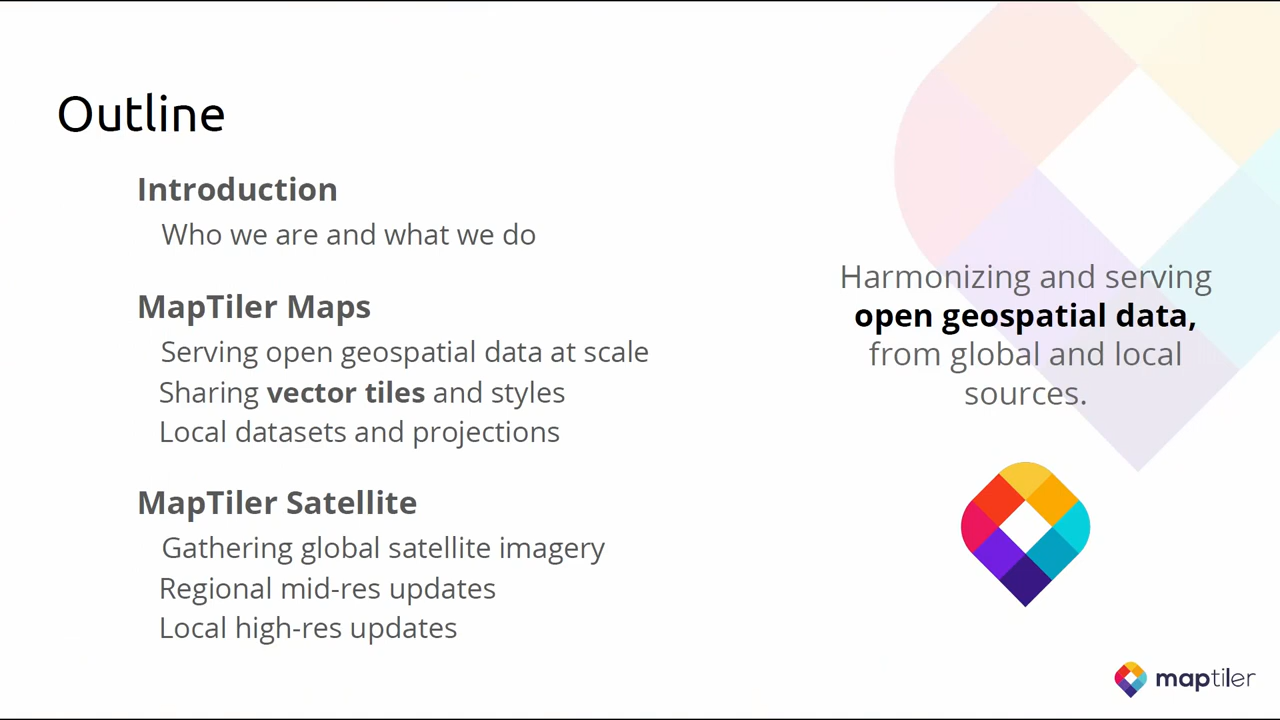 Outline
Introduction
Who we are and what we do
MapTiler Maps
Serving open geospatial data at scale
Sharing vector tiles and styles
Local datasets and projections
MapTiler Satellite
Gathering global satellite imagery
Regional mid-res updates
Local high-res updates
Harmonizing and serving
open geospatial data,
from global and local
sources.
maptiler